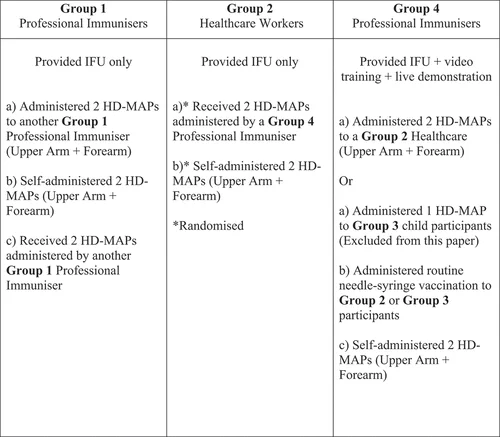 Group 1
Professional Immunisers
Provided IFU only
a) Administered 2 HD-MAPs
to another Group 1
Professional Immuniser
(Upper Arm + Forearm)
b) Self-administered 2 HD-
MAPs (Upper Arm +
Forearm)
c) Received 2 HD-MAPs
administered by another
Group 1 Professional
Immuniser
Group 2
Healthcare Workers
Provided IFU only
a)* Received 2 HD-MAPs
administered by a Group 4
Professional Immuniser
b)* Self-administered 2 HD-
MAPs (Upper Arm +
Forearm)
*Randomised
Group 4
Professional Immunisers
Provided IFU + video
training + live demonstration
a) Administered 2 HD-MAPs
to a Group 2 Healthcare
(Upper Arm + Forearm)
Or
a) Administered 1 HD-MAP
to Group 3 child participants
(Excluded from this paper)
b) Administered routine
needle-syringe vaccination to
Group 2 or Group 3
participants
c) Self-administered 2 HD-
MAPs (Upper Arm +
Forearm)